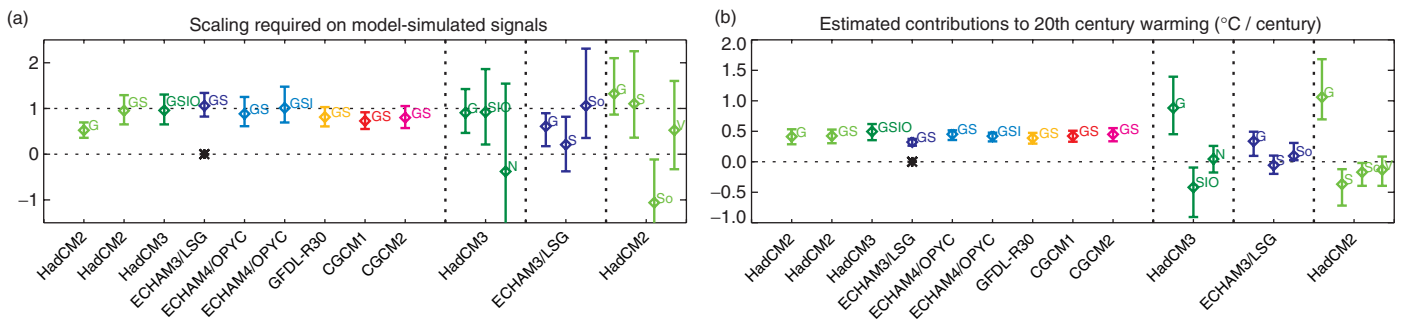 (a)
Scaling required on model-simulated signals
2
1
0
−1
G
GS
GSIO
GS
GS
GSI
GS
GS
GS
G
SIO
N
G
S
So
G
S
So
V
HadCM2
HadCM2
HadCM3
ECHAM3/LSG
ECHAM4/OPYC
ECHAM4/OPYC
GFDL-R30
CGCM1
CGCM2
HadCM3
ECHAM3/LSG
HadCM2
(b)
Estimated contributions to 20th century warming (°C / century)
2.0
1.5
1.0
0.5
0.0
−0.5
−1.0
G
GS
GSIO
GS
GS
GSI
GS
GS
GS
G
SIO
N
G
S
So
G
S
So
V
HadCM2
HadCM2
HadCM3
ECHAM3/LSG
ECHAM4/OPYC
ECHAM4/OPYC
GFDL-R30
CGCM1
CGCM2
HadCM3
ECHAM3/LSG
HadCM2